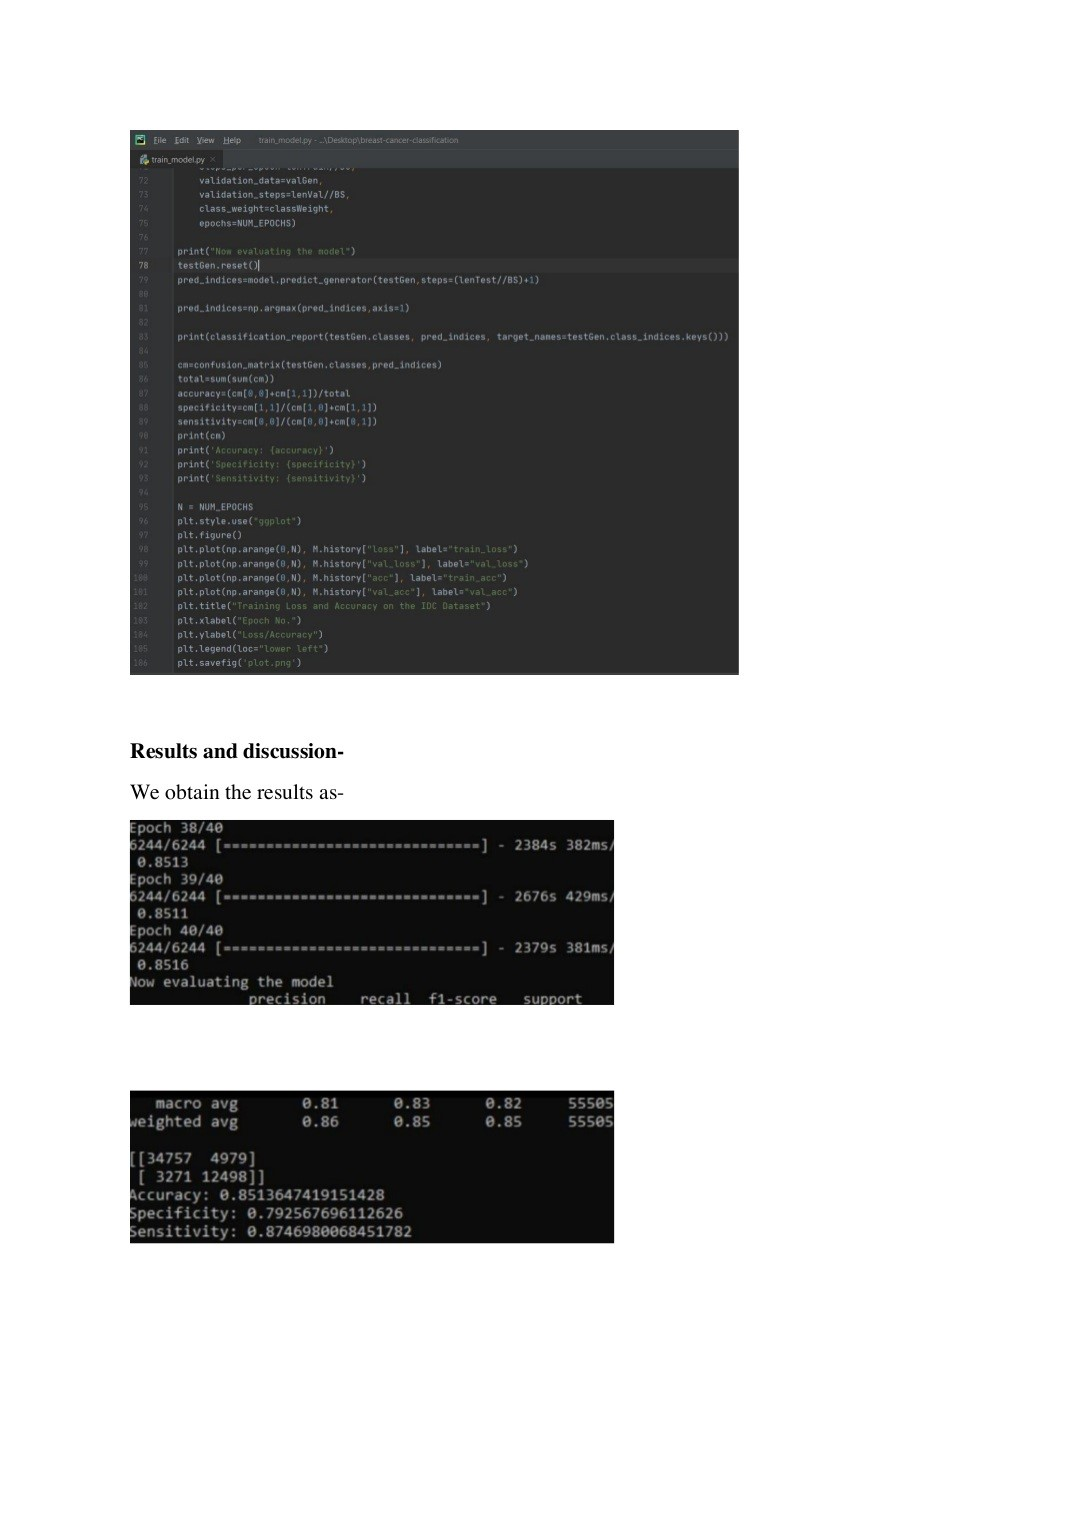 File Edit View Help train_model.py - ...\Desktop\breast-cancer-classification
train_model.py ×
72 validation_data=valGen,
73 validation_steps=lenVal//BS,
74 class_weight=classWeight,
75 epochs=NUM_EPOCHS)
76
77 print("Now evaluating the model")
78 testGen.reset()
79 pred_indices=model.predict_generator(testGen,steps=(lenTest//BS)+1)
80
81 pred_indices=np.argmax(pred_indices,axis=1)
82
83 print(classification_report(testGen.classes, pred_indices, target_names=testGen.class_indices.keys()))
84
85 cm=confusion_matrix(testGen.classes,pred_indices)
86 total=sum(sum(cm))
87 accuracy=(cm[0,0]+cm[1,1])/total
88 specificity=cm[1,1]/(cm[1,0]+cm[1,1])
89 sensitivity=cm[0,0]/(cm[0,0]+cm[0,1])
90 print(cm)
91 print('Accuracy: {accuracy}')
92 print('Specificity: {specificity}')
93 print('Sensitivity: {sensitivity}')
94
95 N = NUM_EPOCHS
96 plt.style.use("ggplot")
97 plt.figure()
98 plt.plot(np.arange(0,N), M.history["loss"], label="train_loss")
99 plt.plot(np.arange(0,N), M.history["val_loss"], label="val_loss")
100 plt.plot(np.arange(0,N), M.history["acc"], label="train_acc")
101 plt.plot(np.arange(0,N), M.history["val_acc"], label="val_acc")
102 plt.title("Training Loss and Accuracy on the IDC Dataset")
103 plt.xlabel("Epoch No.")
104 plt.ylabel("Loss/Accuracy")
105 plt.legend(loc="lower left")
106 plt.savefig('plot.png')
Results and discussion-
We obtain the results as-
Epoch 38/40
6244/6244 [==============================] - 2384s 382ms/
0.8513
Epoch 39/40
6244/6244 [==============================] - 2676s 429ms/
0.8511
Epoch 40/40
6244/6244 [==============================] - 2379s 381ms/
0.8516
Now evaluating the model
precision recall f1-score support
macro avg 0.81 0.83 0.82 55505
weighted avg 0.86 0.85 0.85 55505
[[34757 4979]
[ 3271 12498]]
Accuracy: 0.8513647419151428
Specificity: 0.792567696112626
Sensitivity: 0.8746980068451782